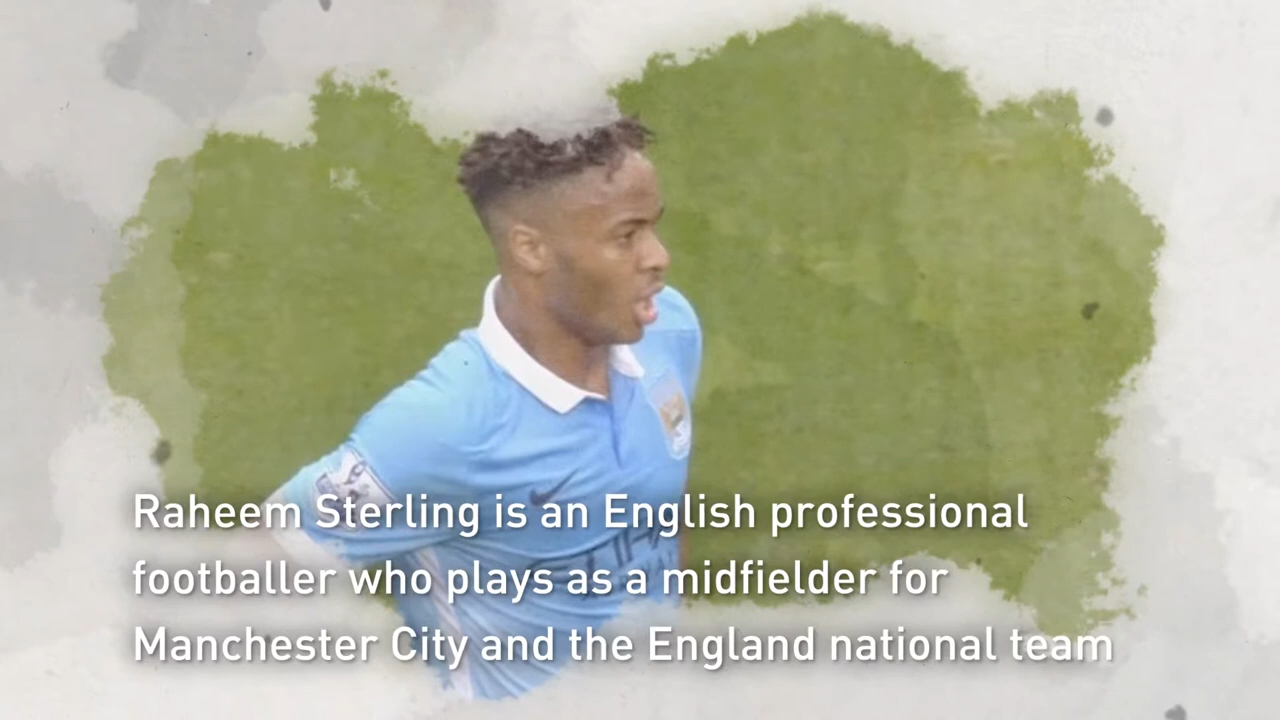 Raheem Sterling is an English professional
footballer who plays as a midfielder for
Manchester City and the England national team